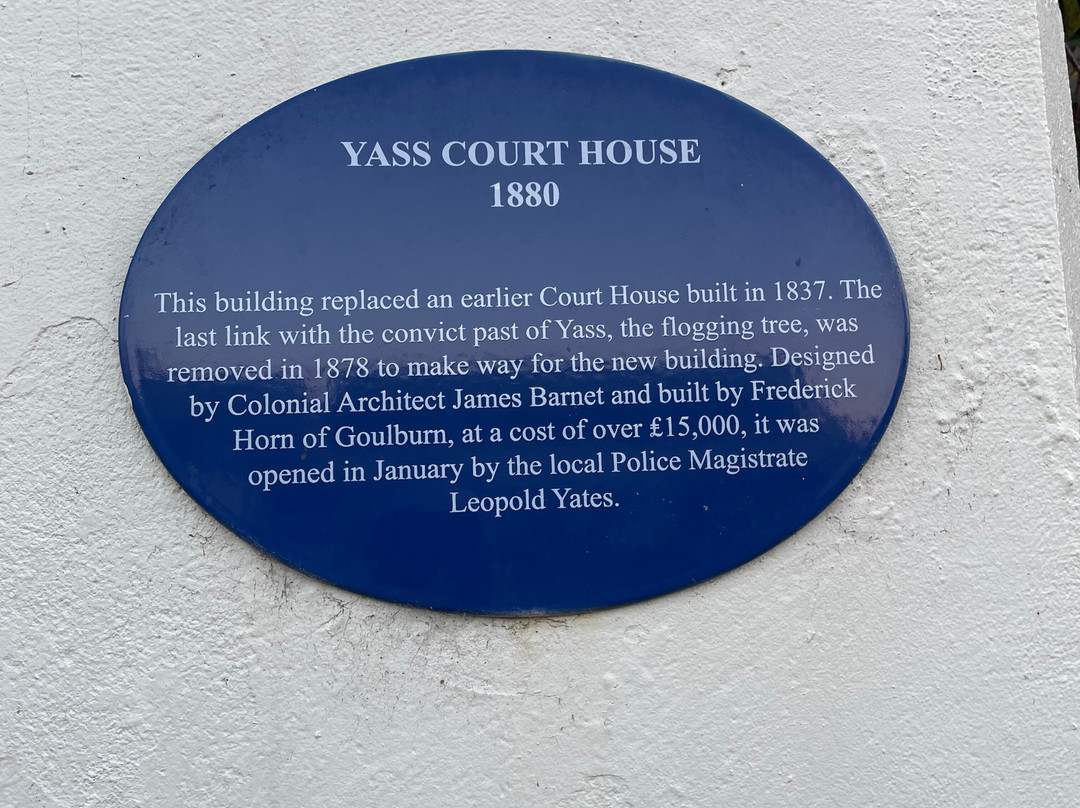 YASS COURT HOUSE
1880
This building replaced an earlier Court House built in 1837. The
last link with the convict past of Yass, the flogging tree, was
removed in 1878 to make way for the new building. Designed
by Colonial Architect James Barnet and built by Frederick
Horn of Goulburn, at a cost of over £15,000, it was
opened in January by the local Police Magistrate
Leopold Yates.